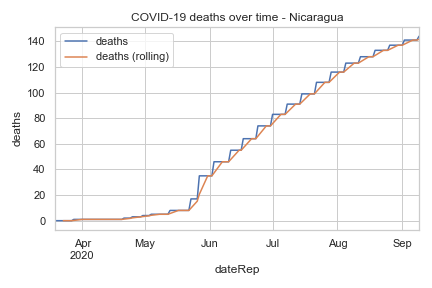 COVID-19 deaths over time - Nicaragua
deaths
deaths (rolling)
deaths
140
120
100
80
60
40
20
0
Apr May Jun Jul Aug Sep
2020
dateRep